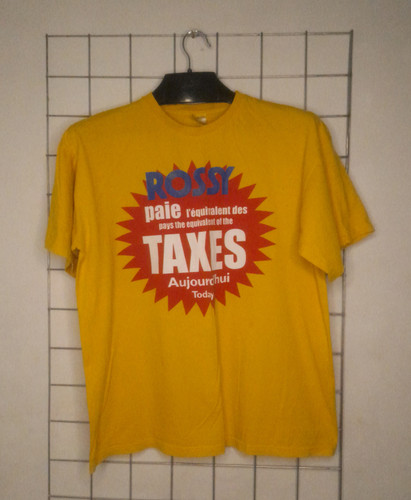 ROSSY
paie l'équivalent des
pays the equivalent of the
TAXES
Aujourd'hui
Today